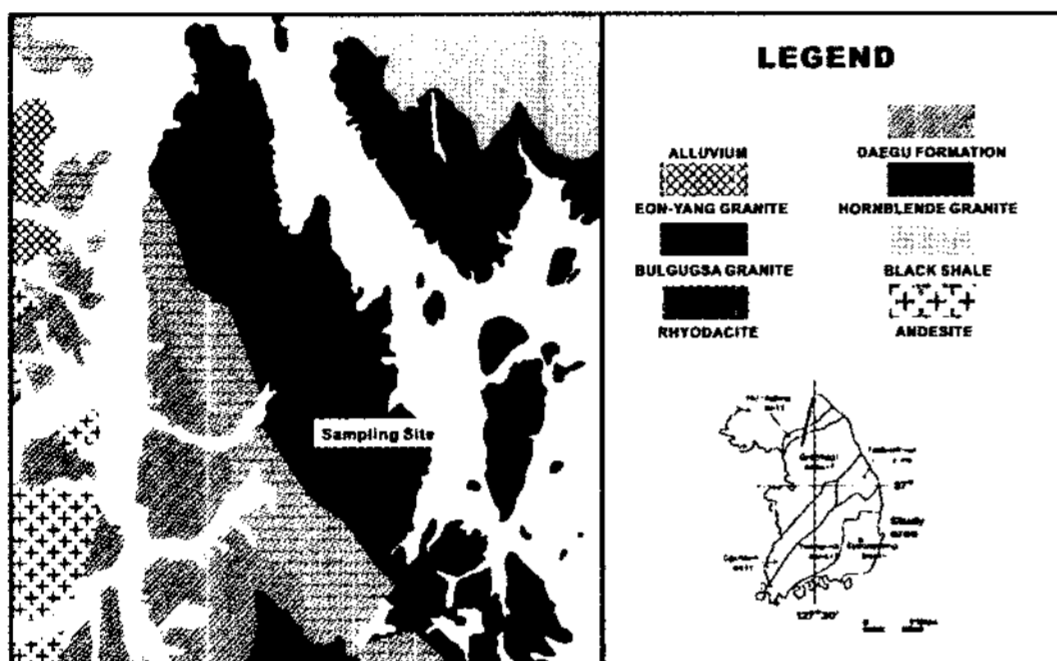 LEGEND
ALLUVIUM
DAEGU FORMATION
EON-YANG GRANITE
HORNBLENDE GRANITE
BULGUGSA GRANITE
BLACK SHALE
RHYODACITE
ANDESITE
Sampling Site
37°
Study
area
127° 30'